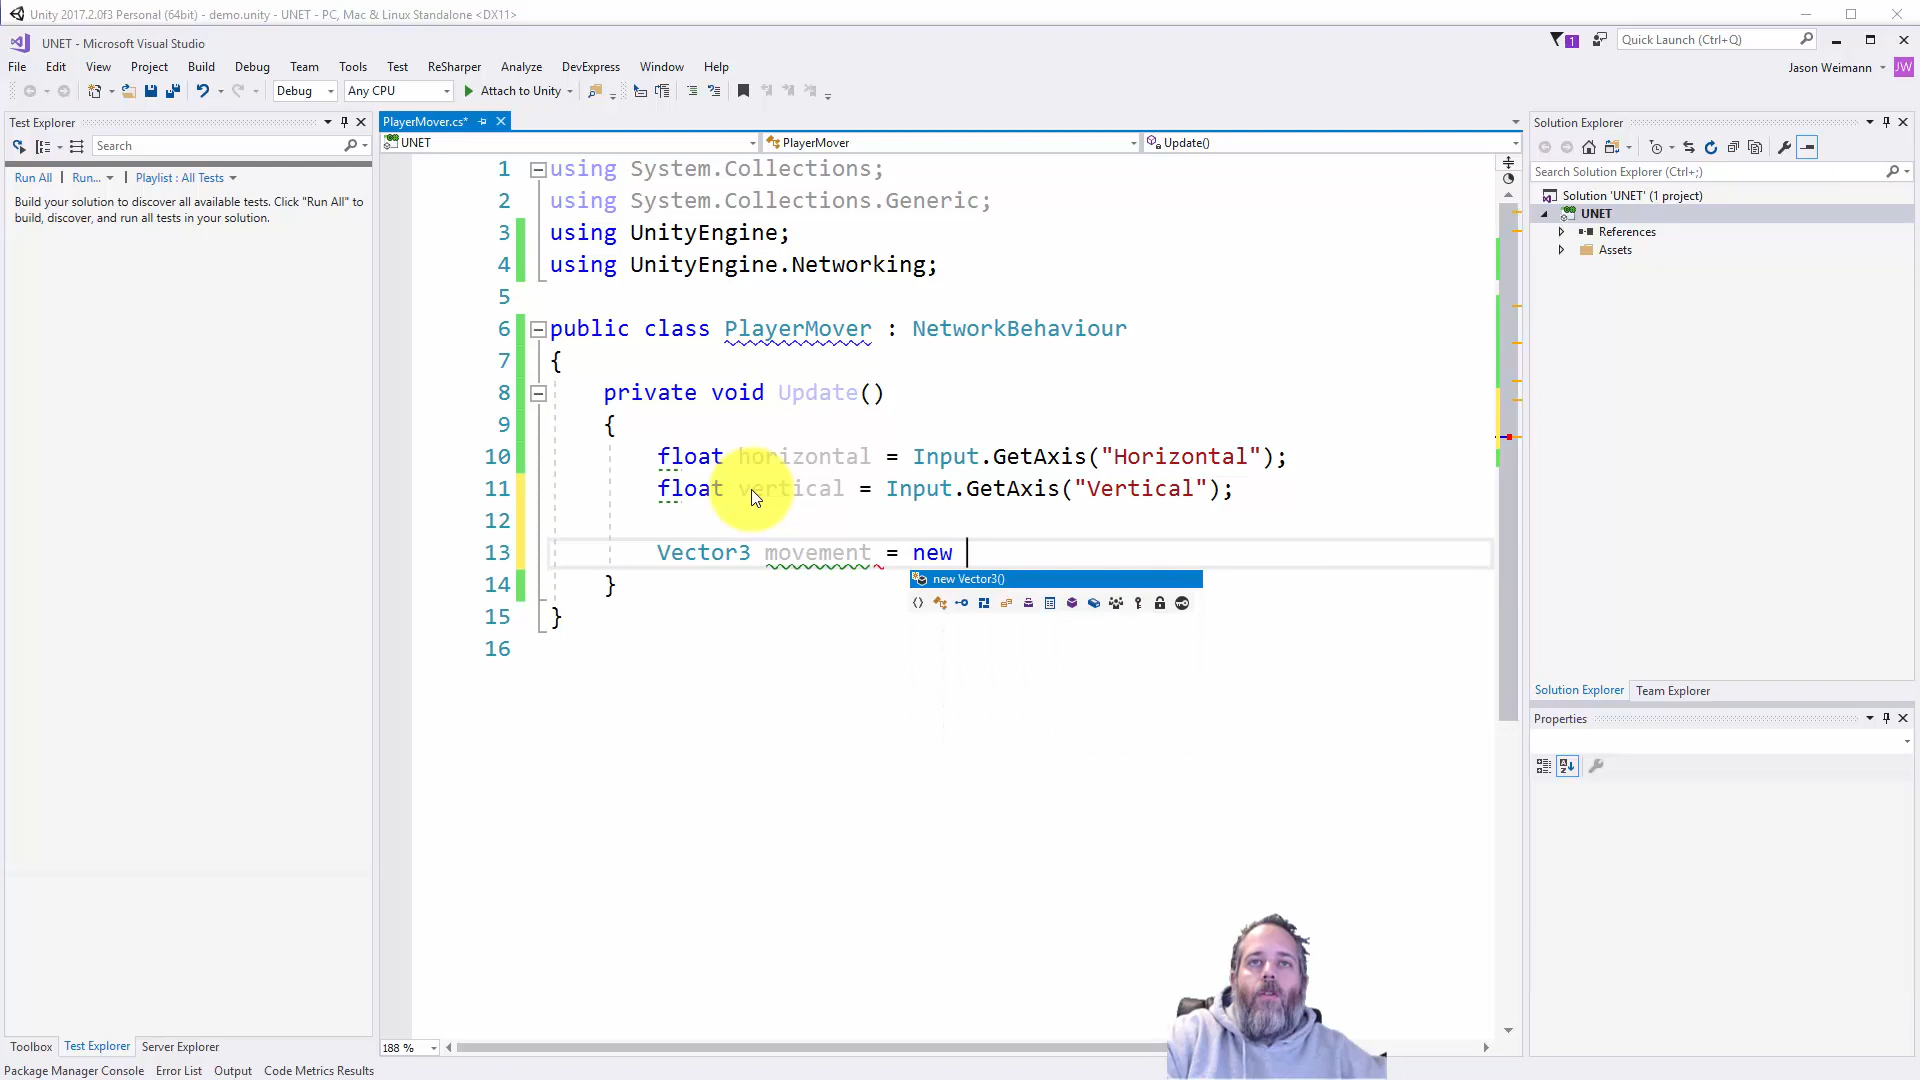 Unity 2017.2.0f3 Personal (64bit) - demo.unity - UNET - PC, Mac & Linux Standalone <DX11>
UNET - Microsoft Visual Studio
1
Quick Launch (Ctrl+Q)
File Edit View Project Build Debug Team Tools Test ReSharper Analyze DevExpress Window Help
Jason Weimann
JW
Debug Any CPU Attach to Unity
Test Explorer
Search
Run All | Run... | Playlist : All Tests
Build your solution to discover all available tests. Click "Run All" to
build, discover, and run all tests in your solution.
PlayerMover.cs*
UNET PlayerMover Update()
1 using System.Collections;
2 using System.Collections.Generic;
3 using UnityEngine;
4 using UnityEngine.Networking;
5
6 public class PlayerMover : NetworkBehaviour
7 {
8 private void Update()
9 {
10 float horizontal = Input.GetAxis("Horizontal");
11 float vertical = Input.GetAxis("Vertical");
12
13 Vector3 movement = new
new Vector3()
14 }
15 }
16
188 %
Solution Explorer
Search Solution Explorer (Ctrl+;)
Solution 'UNET' (1 project)
UNET
References
Assets
Solution Explorer Team Explorer
Properties
Toolbox Test Explorer Server Explorer
Package Manager Console Error List Output Code Metrics Results